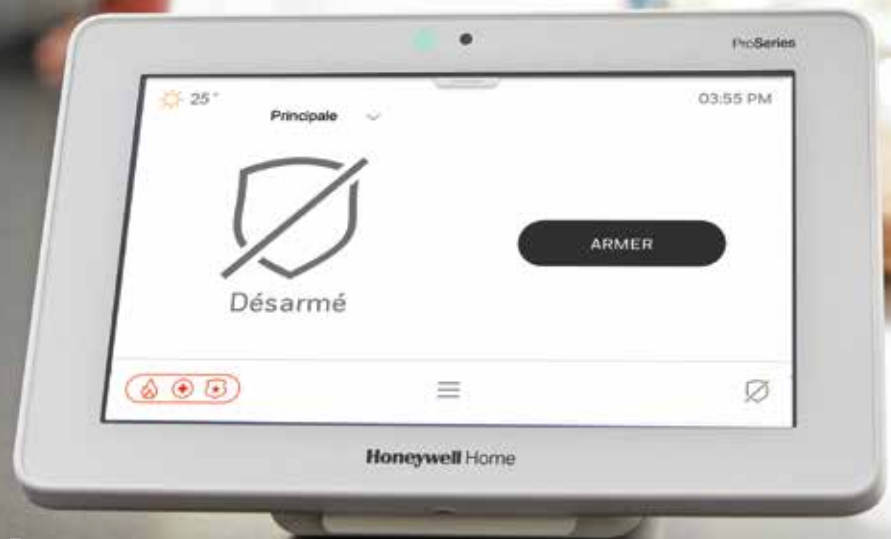 ProSeries
25°
03:55 PM
Principale
ARMER
Désarmé
Honeywell Home